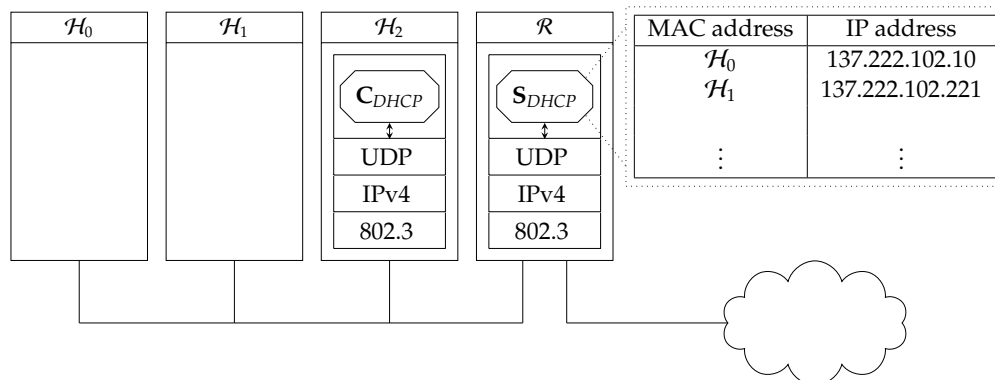 ℋ₀ ℋ₁ ℋ₂ ℛ
MAC address IP address
ℋ₀ 137.222.102.10
ℋ₁ 137.222.102.221
⋮ ⋮
C_DHCP S_DHCP
UDP UDP
IPv4 IPv4
802.3 802.3